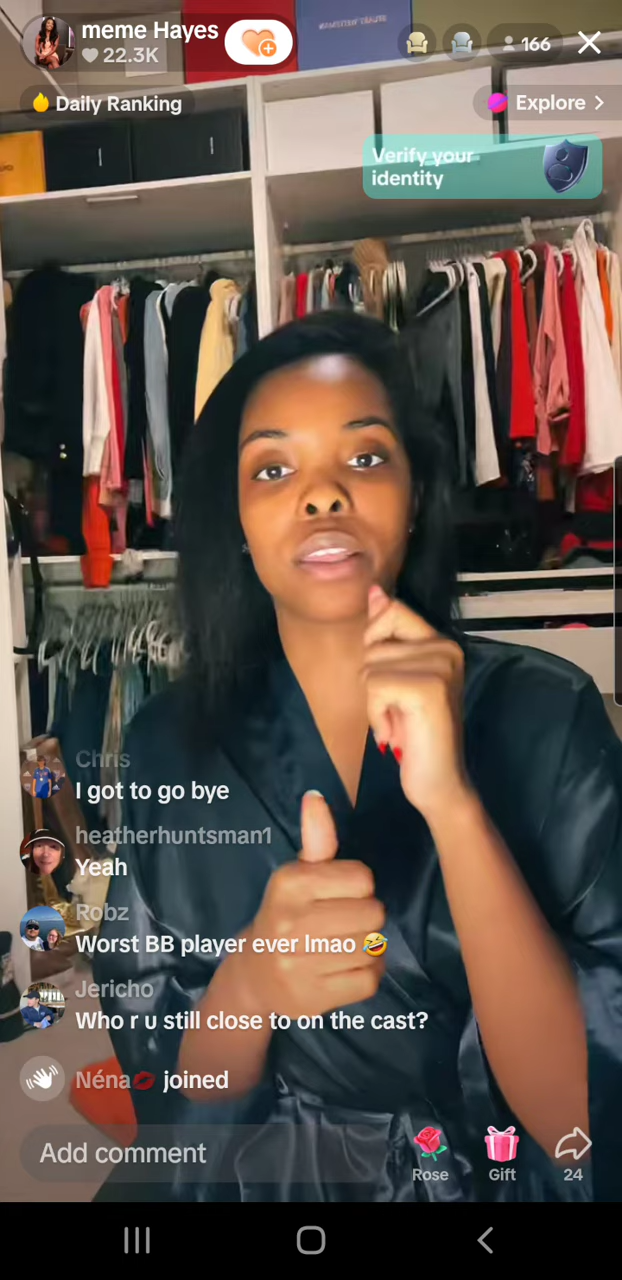 meme Hayes
22.3K
166
Daily Ranking
Explore
Verify your
identity
Chris
I got to go bye
heatherhuntsman1
Yeah
Robz
Worst BB player ever lmao 🤣
Jericho
Who r u still close to on the cast?
Néna💋 joined
Add comment
Rose
Gift
24